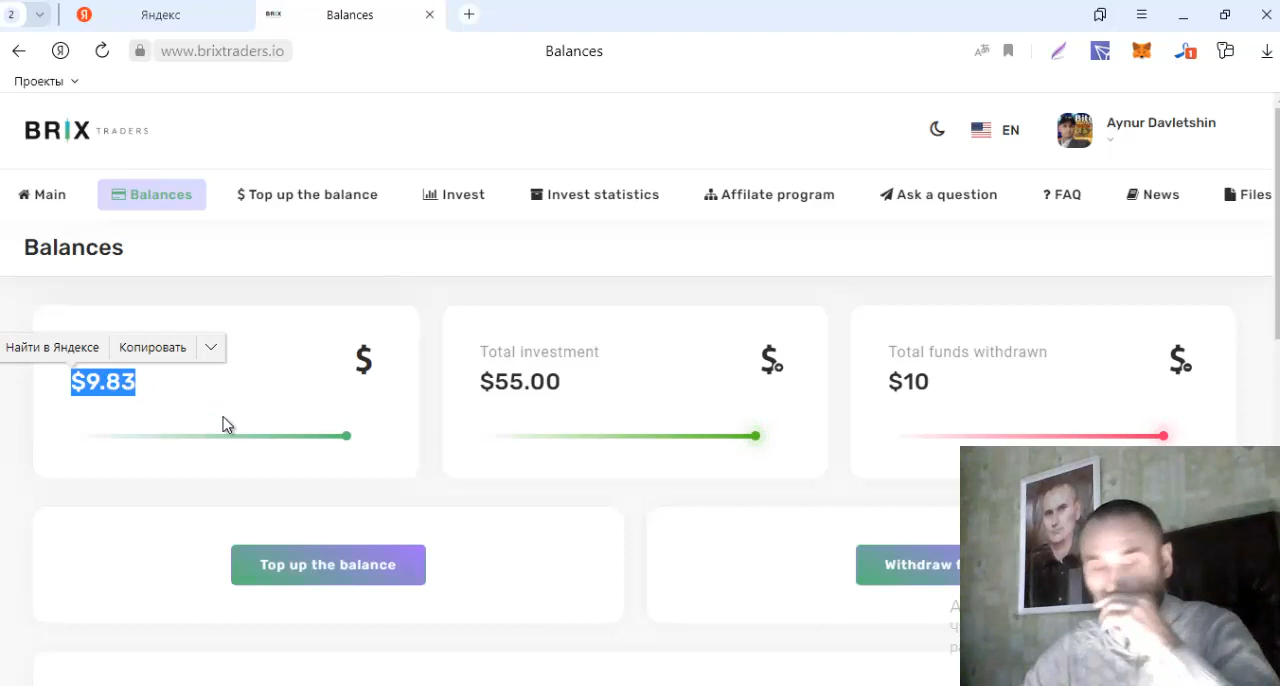 2
Я
Яндекс
BRIX
Balances
www.brixtraders.io
Balances
1
Проекты
BRIX TRADERS
EN
Aynur Davletshin
Main
Balances
$ Top up the balance
Invest
Invest statistics
Affilate program
Ask a question
? FAQ
News
Files
Balances
Найти в Яндексе
Копировать
$
$9.83
Total investment
$55.00
$
Total funds withdrawn
$10
$
Top up the balance
Withdraw